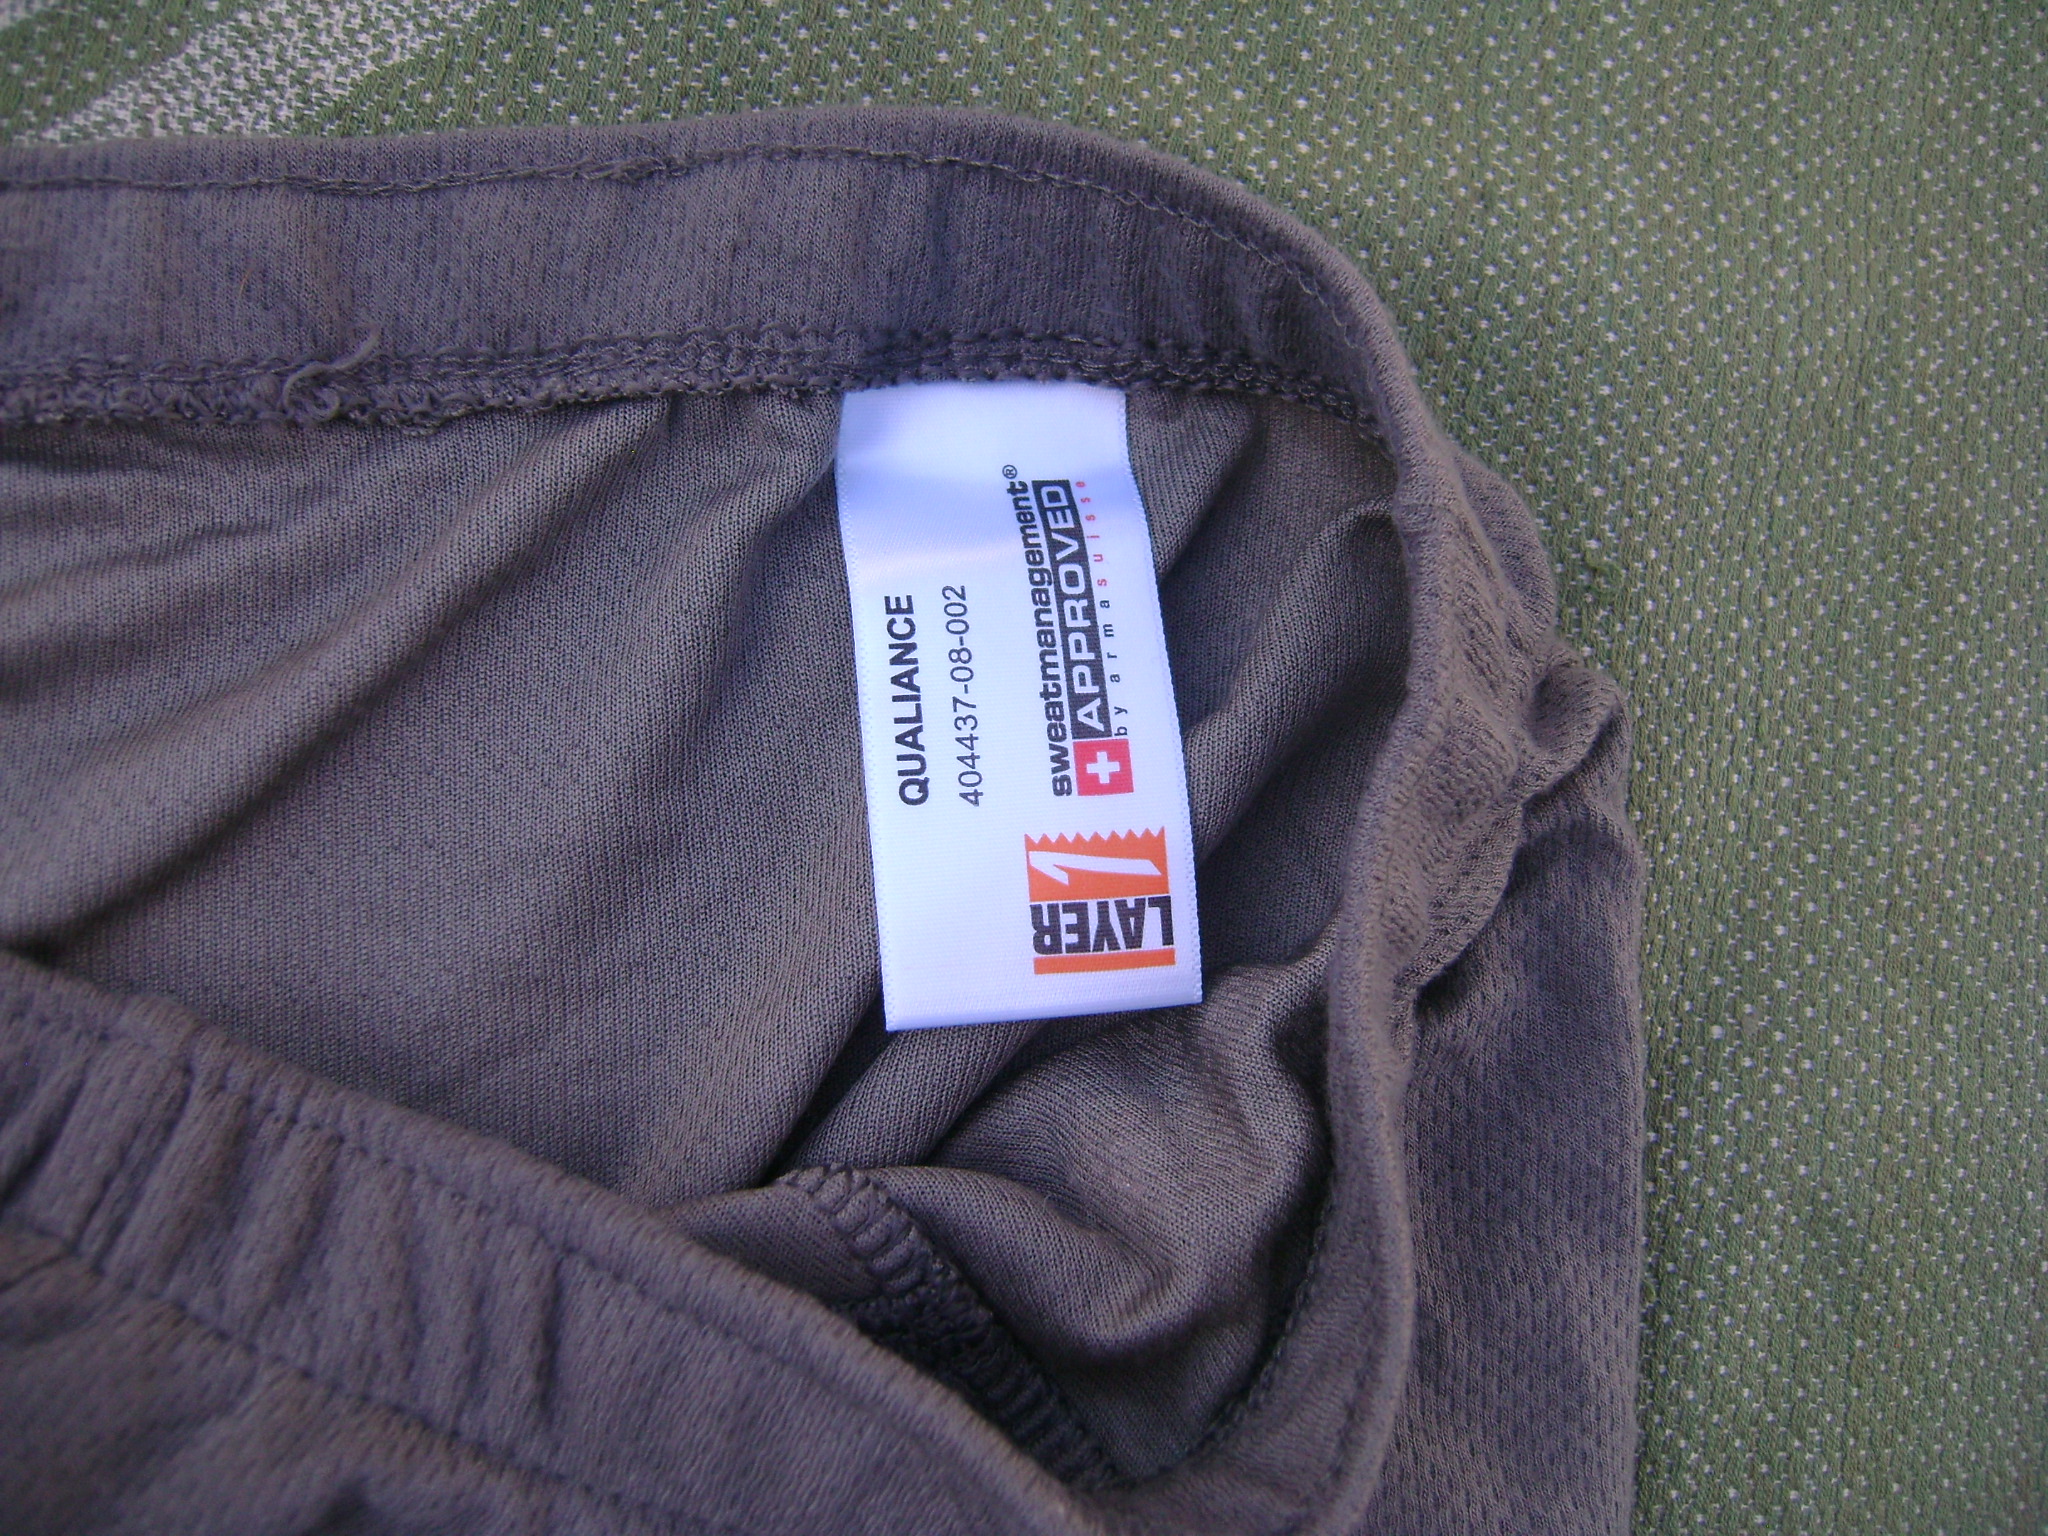 QUALIANCE
404437-08-002
sweatmanagement®
APPROVED
by armasuisse
LAYER 1